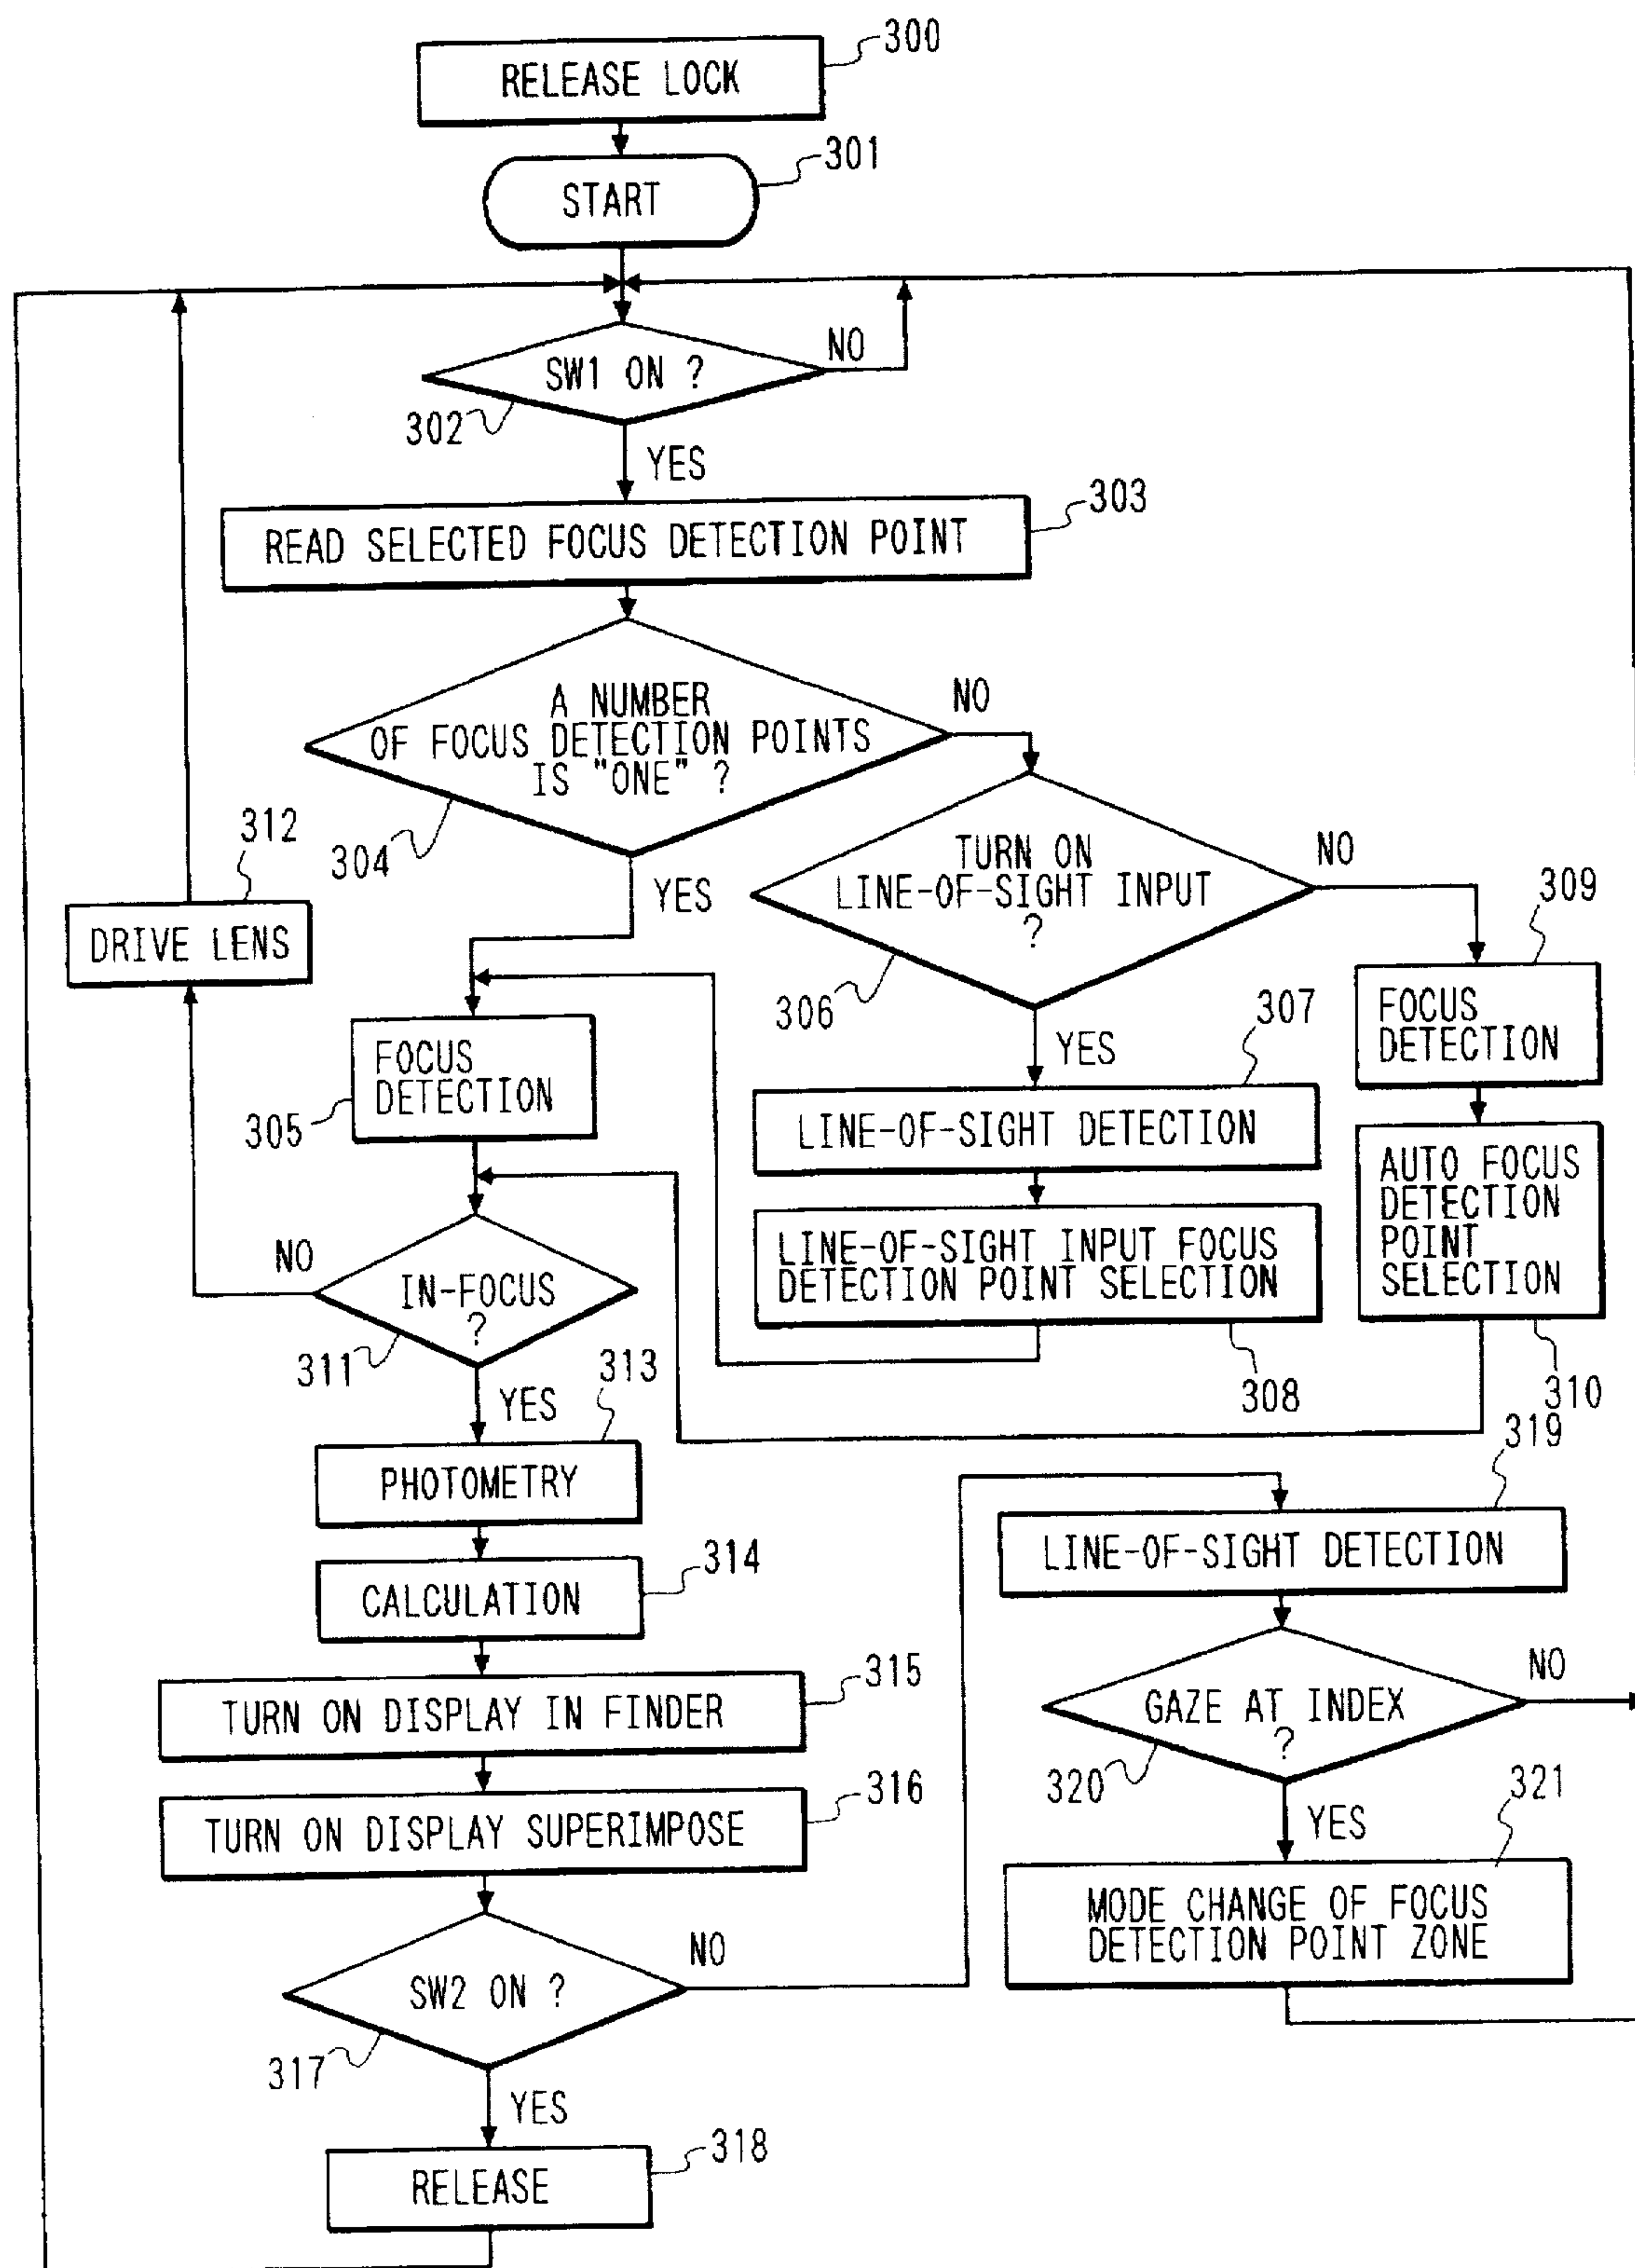 300
RELEASE LOCK
301
START
SW1 ON ?
NO
302
YES
303
READ SELECTED FOCUS DETECTION POINT
A NUMBER
OF FOCUS DETECTION POINTS
IS "ONE" ?
NO
304
YES
312
DRIVE LENS
TURN ON
LINE-OF-SIGHT INPUT
?
NO
306
YES
309
FOCUS
DETECTION
307
LINE-OF-SIGHT DETECTION
FOCUS
DETECTION
305
LINE-OF-SIGHT INPUT FOCUS
DETECTION POINT SELECTION
308
AUTO FOCUS
DETECTION
POINT
SELECTION
310
IN-FOCUS
?
NO
311
YES
313
PHOTOMETRY
314
CALCULATION
315
TURN ON DISPLAY IN FINDER
316
TURN ON DISPLAY SUPERIMPOSE
SW2 ON ?
NO
317
YES
318
RELEASE
319
LINE-OF-SIGHT DETECTION
GAZE AT INDEX
?
NO
320
YES
321
MODE CHANGE OF FOCUS
DETECTION POINT ZONE